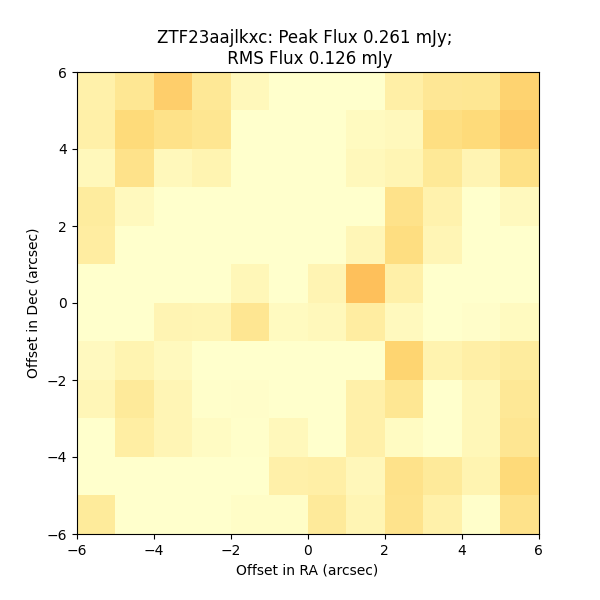 ZTF23aajlkxc: Peak Flux 0.261 mJy;
RMS Flux 0.126 mJy
6
4
2
0
−2
−4
−6
Offset in Dec (arcsec)
−6 −4 −2 0 2 4 6
Offset in RA (arcsec)